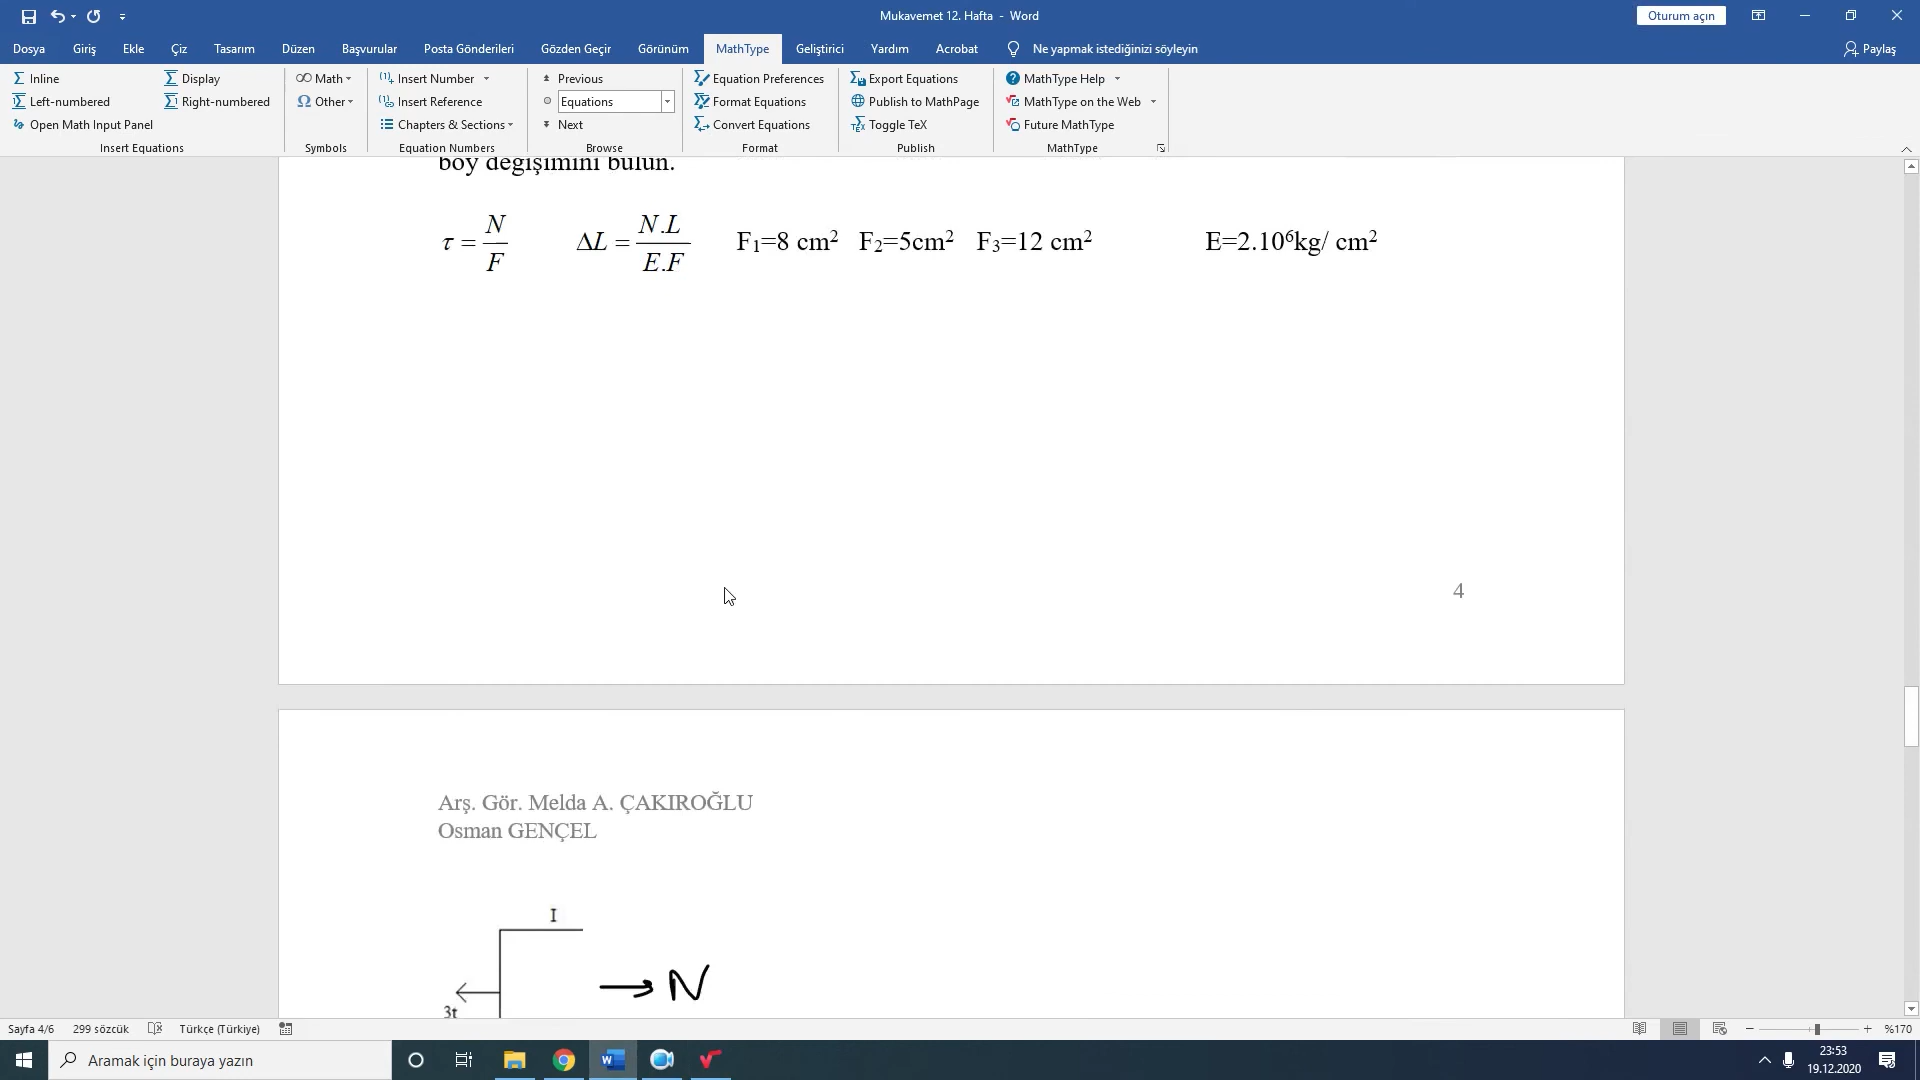 Mukavemet 12. Hafta - Word
Oturum açın
Dosya Giriş Ekle Çiz Tasarım Düzen Başvurular Posta Gönderileri Gözden Geçir Görünüm MathType Geliştirici Yardım Acrobat Ne yapmak istediğinizi söyleyin Paylaş
Inline Display Math Insert Number Previous Equation Preferences Export Equations MathType Help
Left-numbered Right-numbered Other Insert Reference Equations Format Equations Publish to MathPage MathType on the Web
Open Math Input Panel Chapters & Sections Next Convert Equations Toggle TeX Future MathType
Insert Equations Symbols Equation Numbers Browse Format Publish MathType
boy değişimini bulun.
τ = N/F ΔL = N.L/E.F F₁=8 cm² F₂=5cm² F₃=12 cm² E=2.10⁶kg/ cm²
4
Arş. Gör. Melda A. ÇAKIROĞLU
Osman GENÇEL
I
→ N
3t
Sayfa 4/6 299 sözcük Türkçe (Türkiye) %170
Aramak için buraya yazın
23:53
19.12.2020